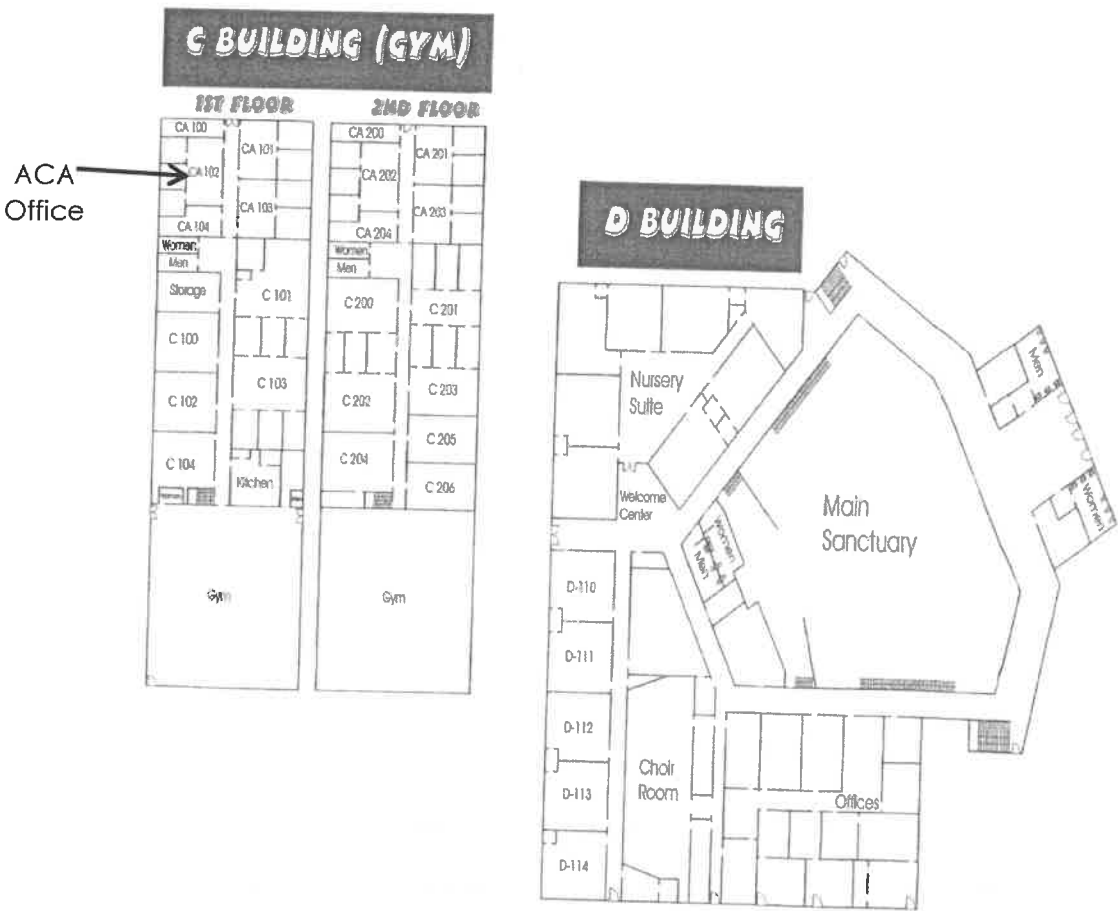 C BUILDING (GYM)
1ST FLOOR
2ND FLOOR
ACA
Office
CA 100
CA 101
CA 102
CA 103
CA 104
Women
Men
Storage
C 101
C 100
C 103
C 102
C 104
Kitchen
Gym
CA 200
CA 201
CA 202
CA 203
CA 204
Women
Men
C 200
C 201
C 203
C 202
C 205
C 204
C 206
Gym
D BUILDING
Nursery
Suite
Welcome
Center
Men
Women
Main
Sanctuary
Women
Men
D-110
D-111
D-112
D-113
D-114
Choir
Room
Offices